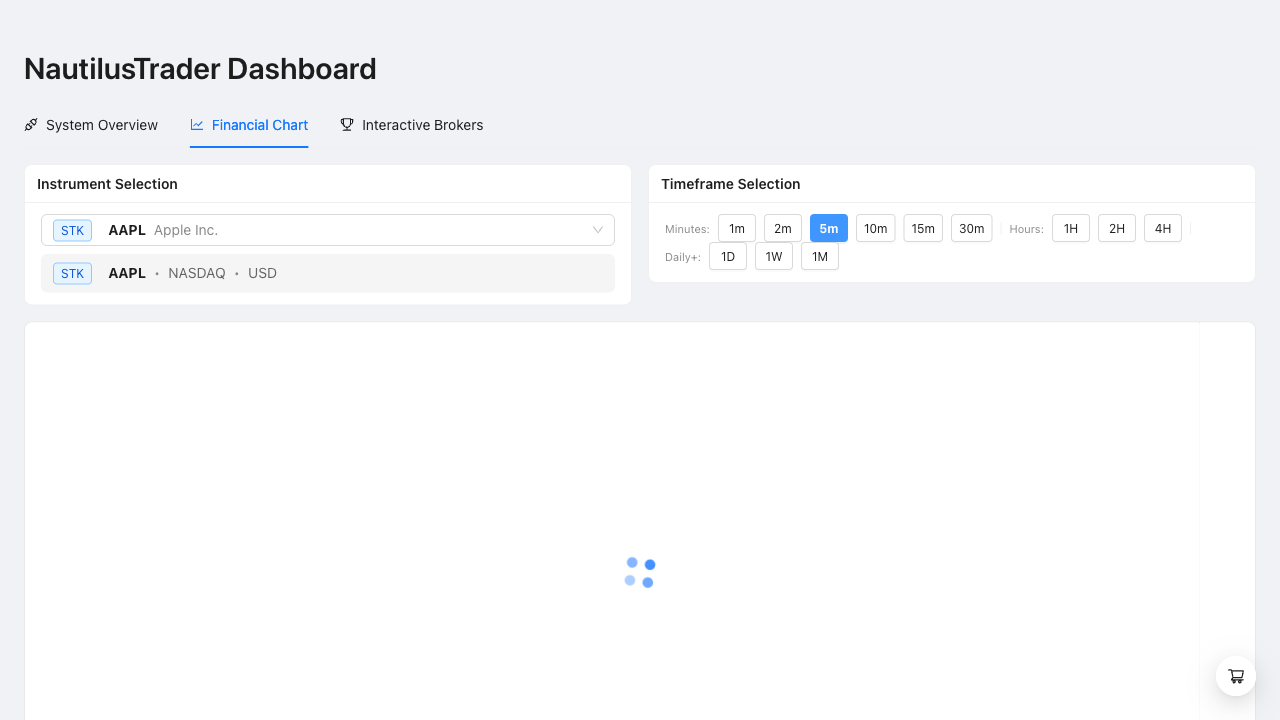 NautilusTrader Dashboard
System Overview
Financial Chart
Interactive Brokers
Instrument Selection
STK AAPL Apple Inc.
STK AAPL • NASDAQ • USD
Timeframe Selection
Minutes: 1m 2m 5m 10m 15m 30m Hours: 1H 2H 4H
Daily+: 1D 1W 1M